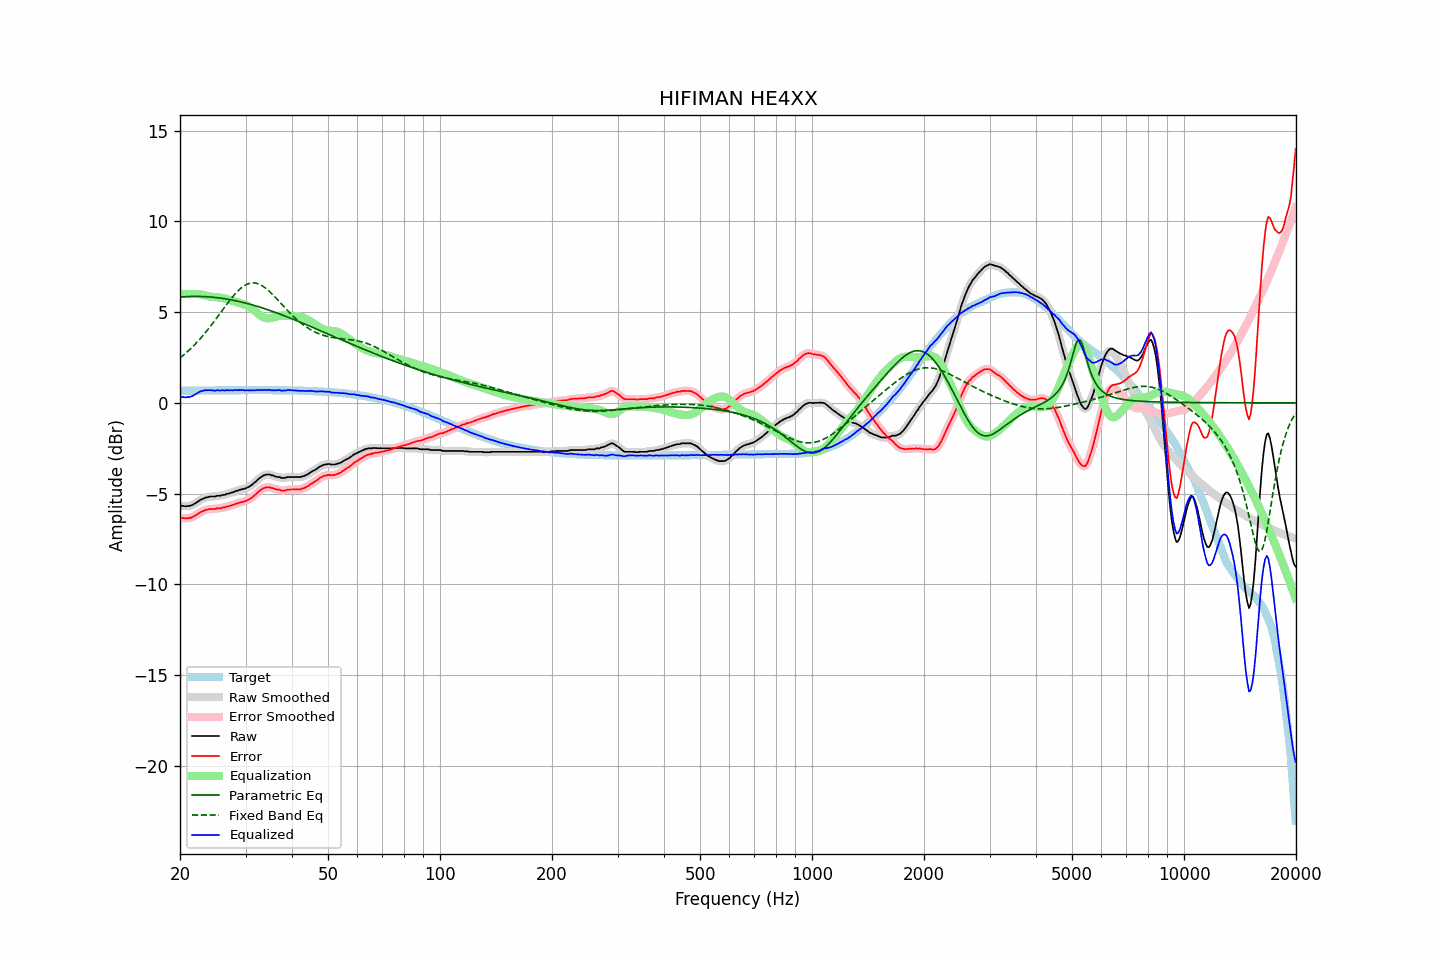 HIFIMAN HE4XX
Amplitude (dBr)
15
10
5
0
−5
−10
−15
−20
Target
Raw Smoothed
Error Smoothed
Raw
Error
Equalization
Parametric Eq
Fixed Band Eq
Equalized
20 50 100 200 500 1000 2000 5000 10000 20000
Frequency (Hz)